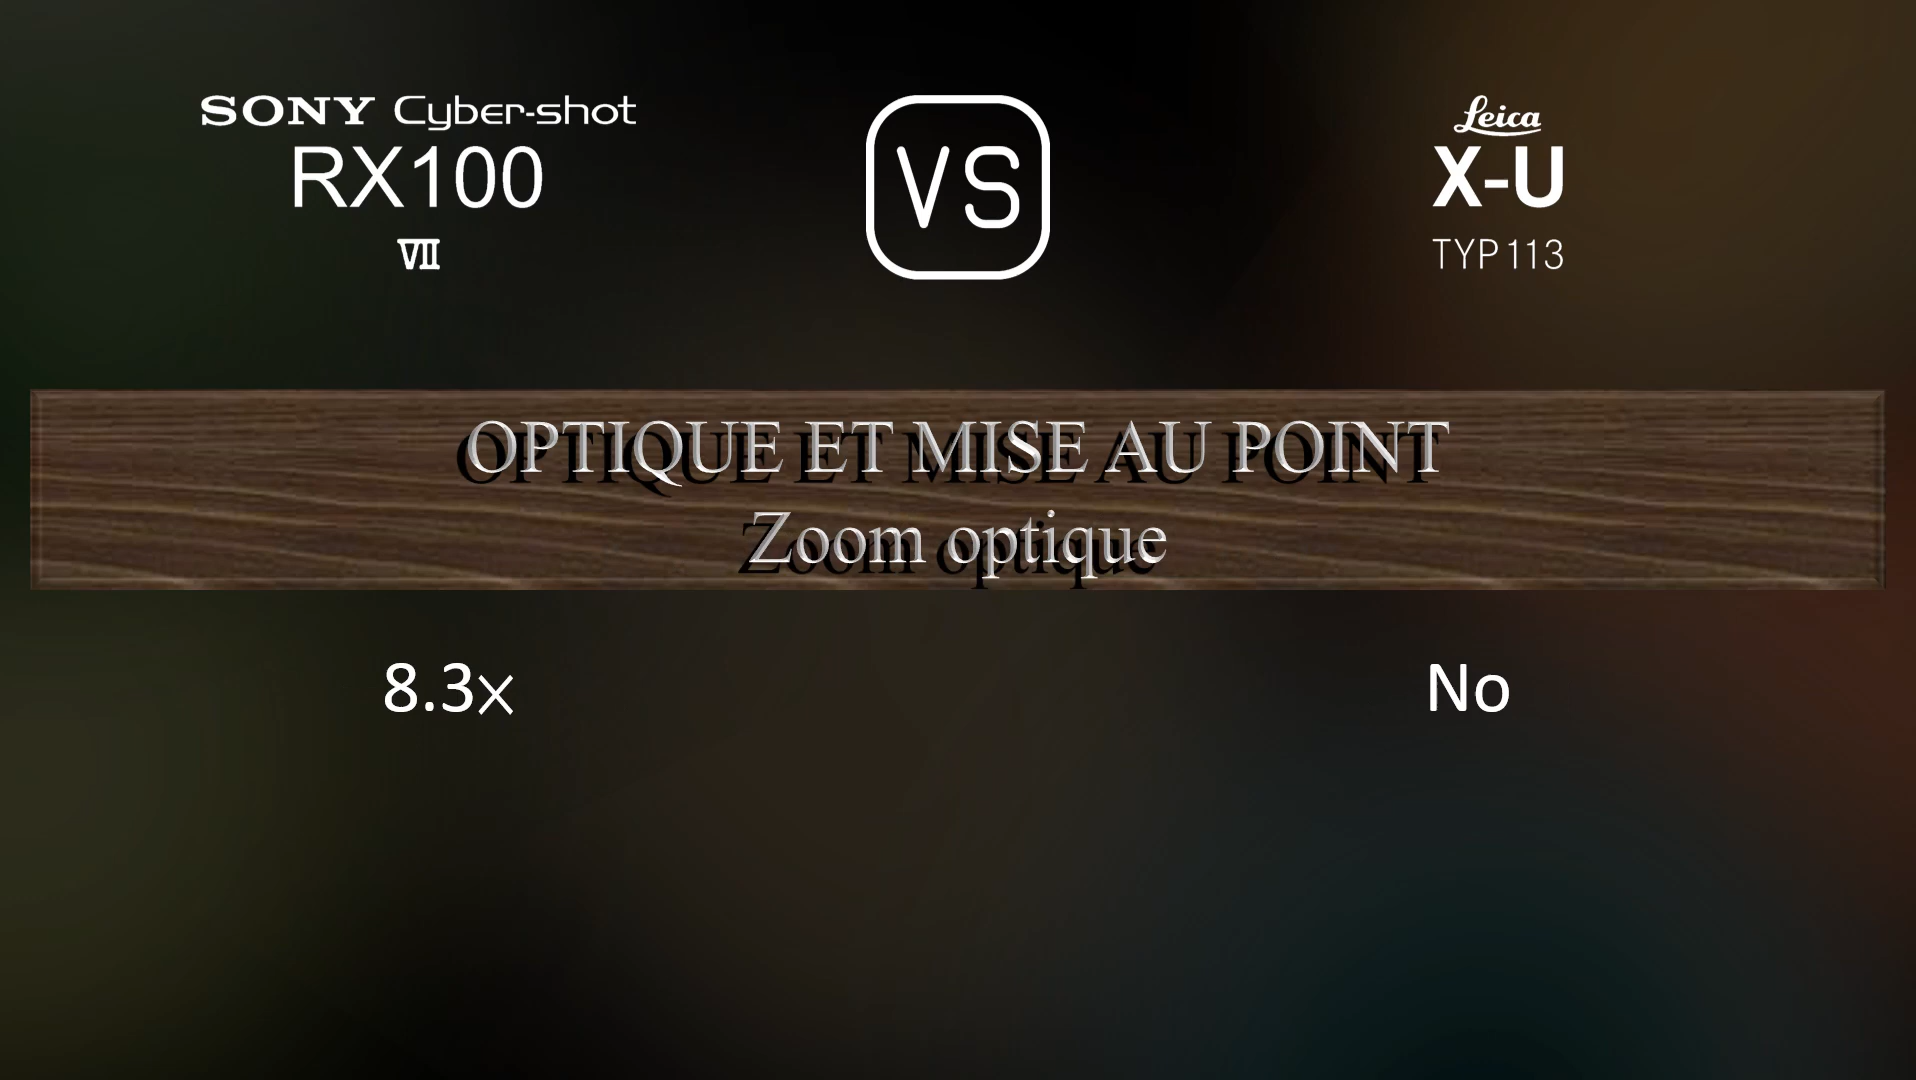 SONY Cyber-shot
RX100
VII
VS
Leica
X-U
TYP 113
OPTIQUE ET MISE AU POINT
Zoom optique
8.3x
No